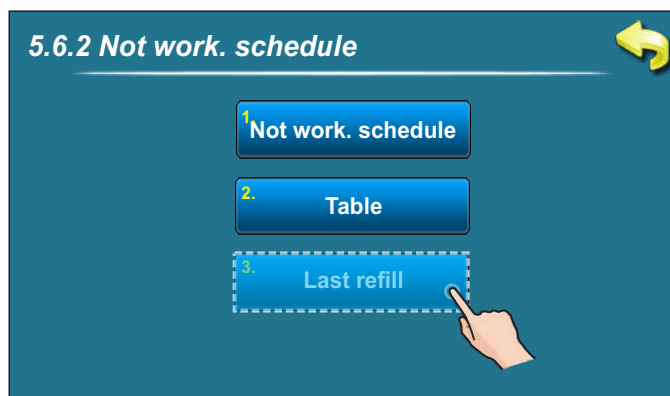 5.6.2 Not work. schedule
1.
Not work. schedule
2.
Table
3.
Last refill